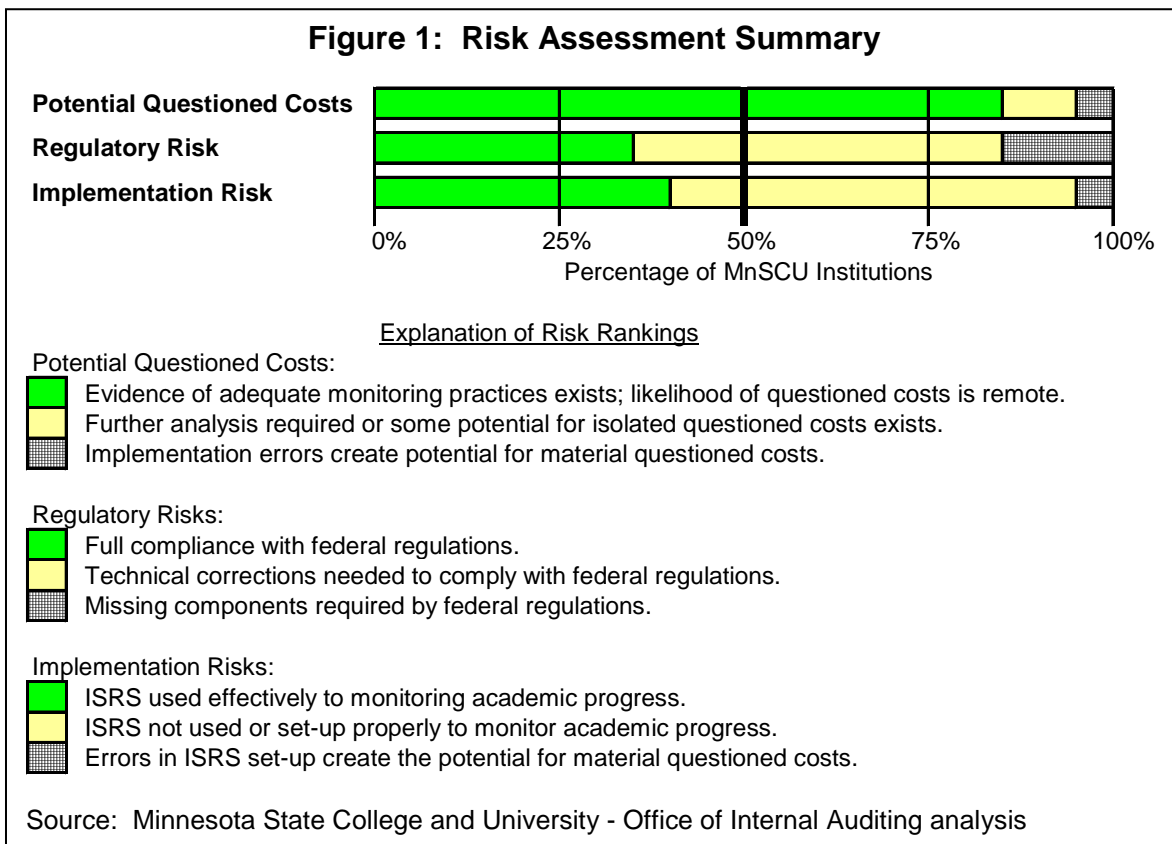 Figure 1: Risk Assessment Summary
Potential Questioned Costs
Regulatory Risk
Implementation Risk
0% 25% 50% 75% 100%
Percentage of MnSCU Institutions
Explanation of Risk Rankings
Potential Questioned Costs:
Evidence of adequate monitoring practices exists; likelihood of questioned costs is remote.
Further analysis required or some potential for isolated questioned costs exists.
Implementation errors create potential for material questioned costs.
Regulatory Risks:
Full compliance with federal regulations.
Technical corrections needed to comply with federal regulations.
Missing components required by federal regulations.
Implementation Risks:
ISRS used effectively to monitoring academic progress.
ISRS not used or set-up properly to monitor academic progress.
Errors in ISRS set-up create the potential for material questioned costs.
Source: Minnesota State College and University - Office of Internal Auditing analysis